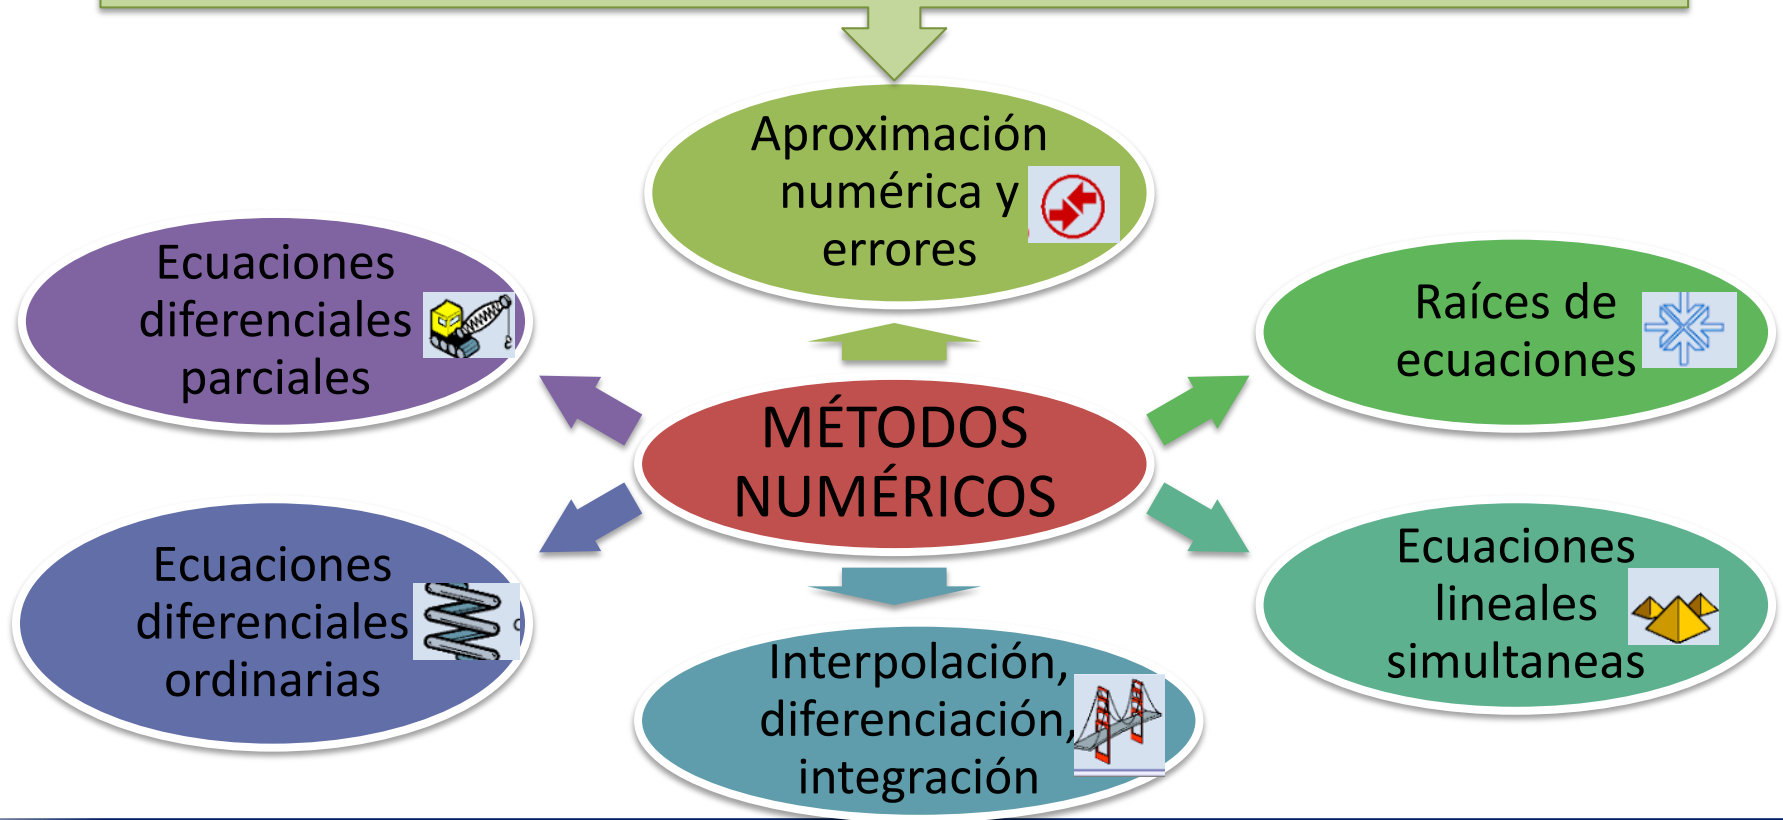 Aproximación
numérica y
errores
Ecuaciones
diferenciales
parciales
Raíces de
ecuaciones
MÉTODOS
NUMÉRICOS
Ecuaciones
diferenciales
ordinarias
Ecuaciones
lineales
simultaneas
Interpolación,
diferenciación,
integración